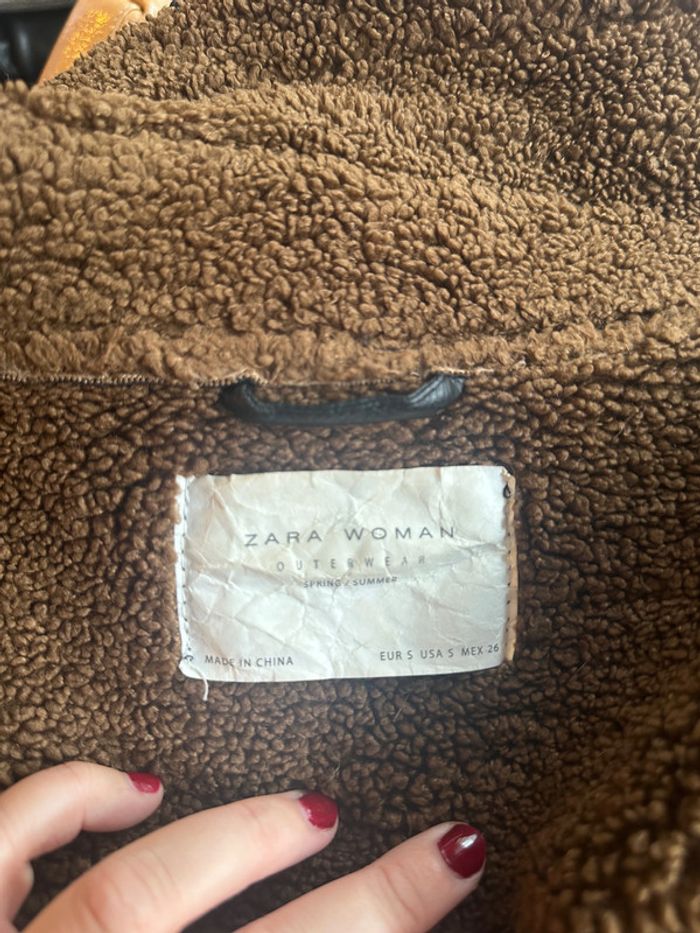 ZARA WOMAN
OUTERWEAR
SPRING / SUMMER
MADE IN CHINA
EUR S USA S MEX 26